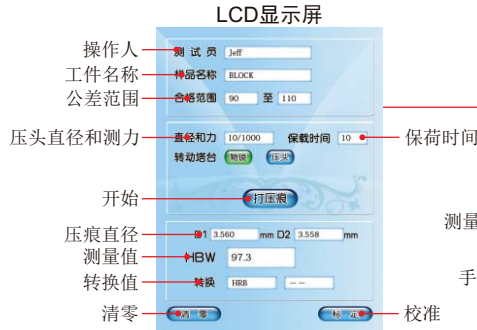 LCD显示屏
操作人 测试员 Jeff
工件名称 样品名称 BLOCK
公差范围 合格范围 90 至 110
压头直径和测力 直径和力 10/1000 保载时间 10 保荷时间
转动塔台 物镜 压头
开始 打压痕
测量
压痕直径 D1 3.560 mm D2 3.558 mm
测量值 HBW 97.3
手
转换值 转换 HRB --
清零 清零 标定 校准